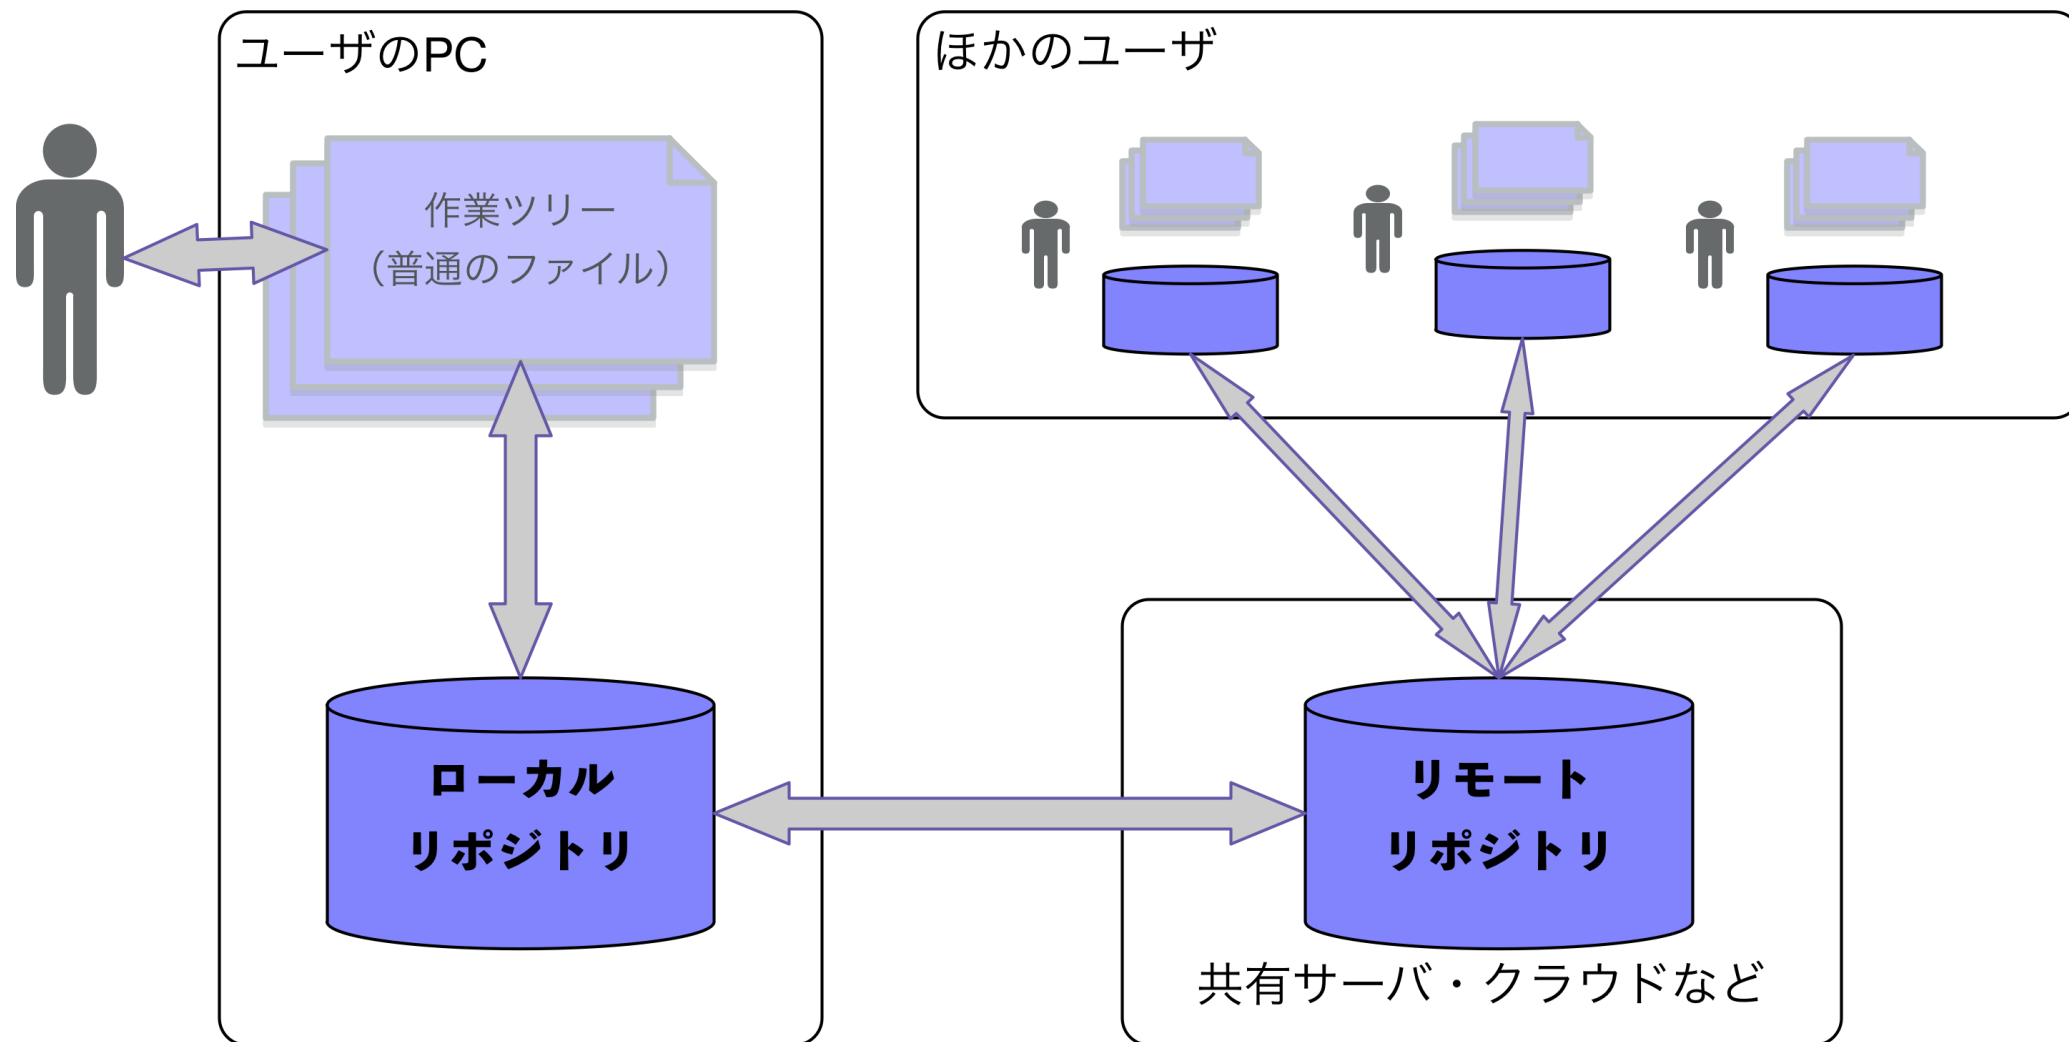 ユーザのPC
作業ツリー
（普通のファイル）
ローカル
リポジトリ
ほかのユーザ
リモート
リポジトリ
共有サーバ・クラウドなど